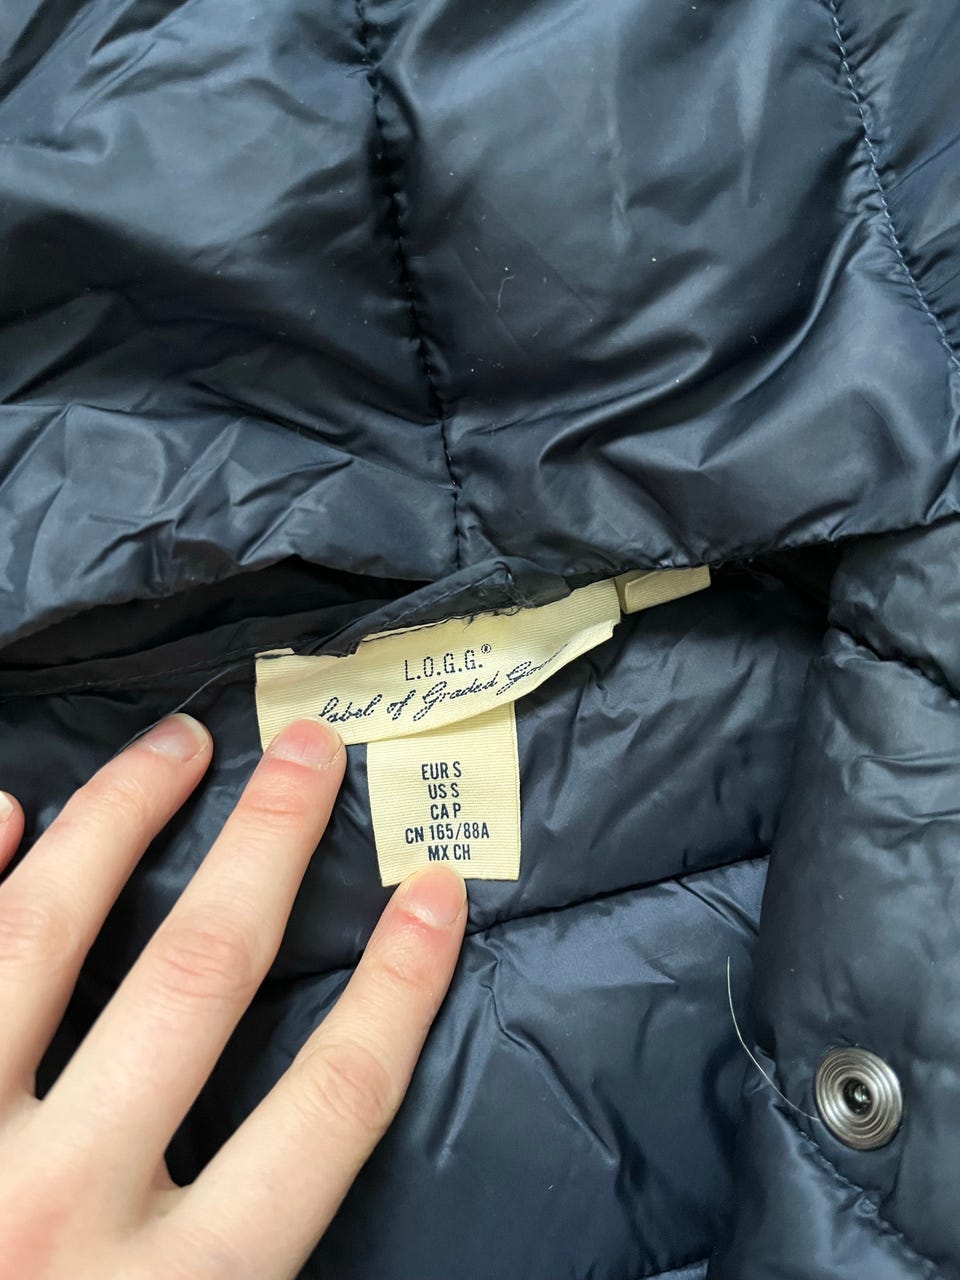 L.O.G.G.®
Label of Graded Goods
EUR S
US S
CA P
CN 165/88A
MX CH